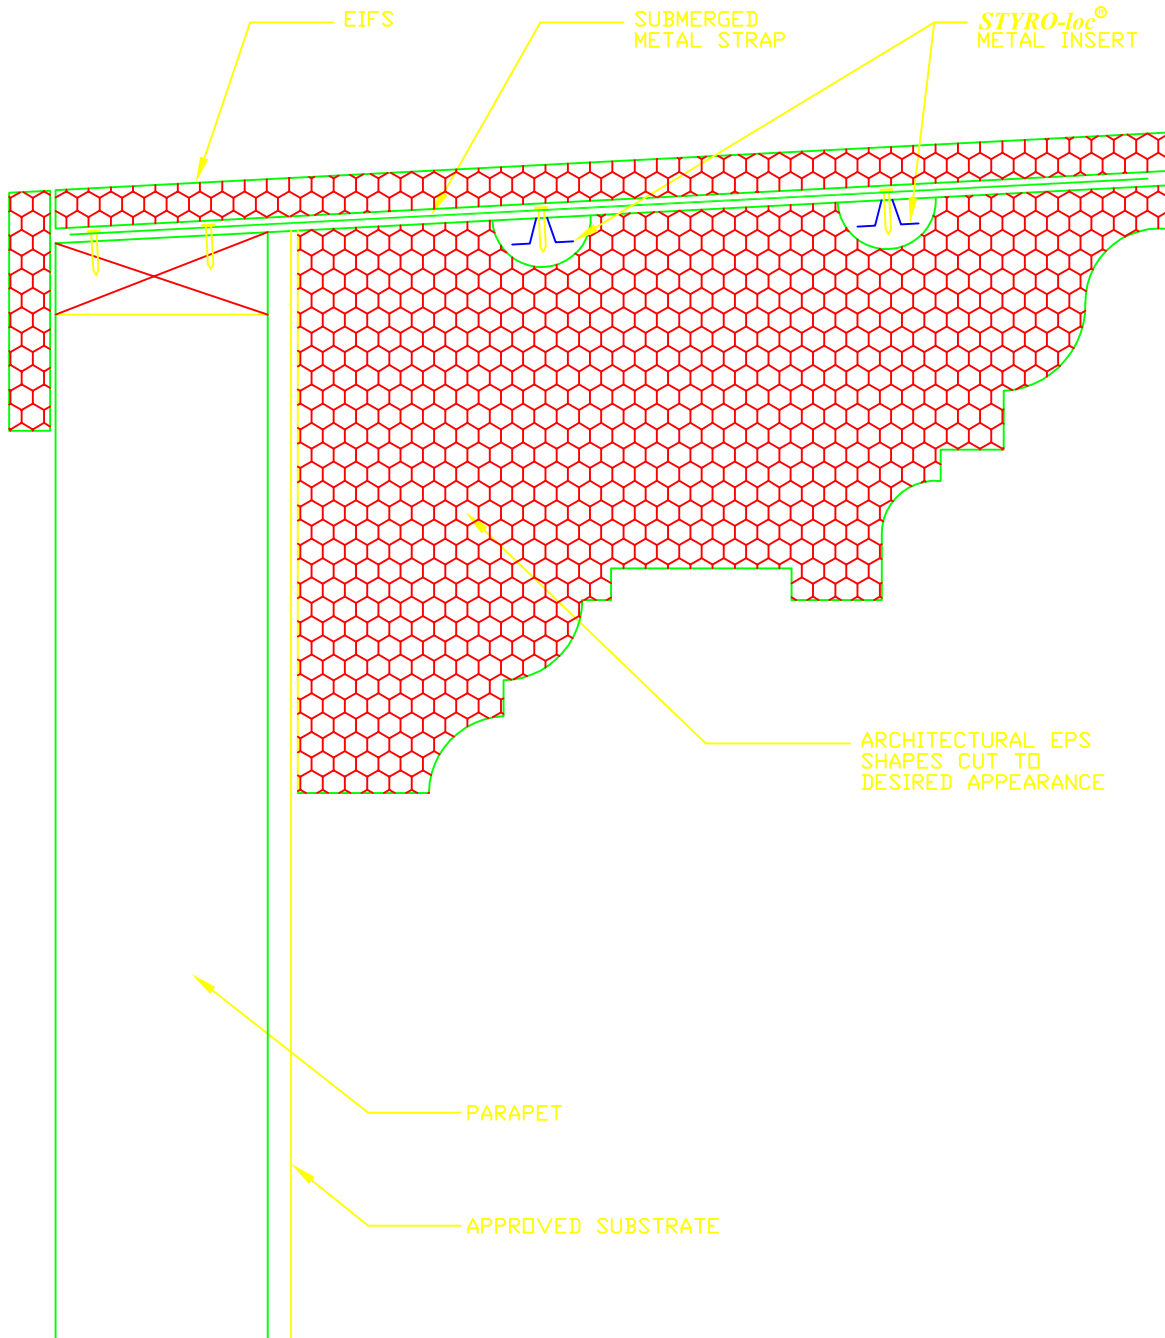 EIFS
SUBMERGED
METAL STRAP
STYRO-loc®
METAL INSERT
ARCHITECTURAL EPS
SHAPES CUT TO
DESIRED APPEARANCE
PARAPET
APPROVED SUBSTRATE